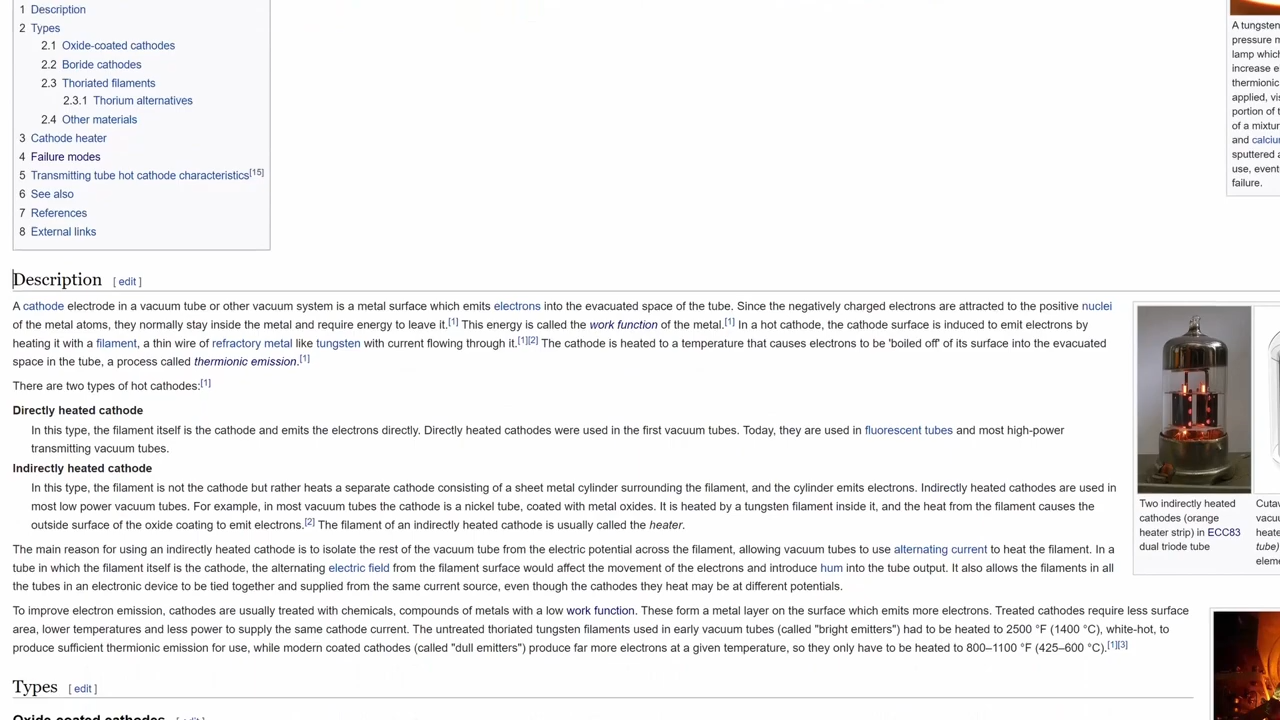 1 Description
2 Types
2.1 Oxide-coated cathodes
2.2 Boride cathodes
2.3 Thoriated filaments
2.3.1 Thorium alternatives
2.4 Other materials
3 Cathode heater
4 Failure modes
5 Transmitting tube hot cathode characteristics[15]
6 See also
7 References
8 External links
A tungsten
pressure m
lamp which
increase e
thermionic
applied, vis
portion of t
of a mixtur
and calciu
sputtered a
use, event
failure.
Description [ edit ]
A cathode electrode in a vacuum tube or other vacuum system is a metal surface which emits electrons into the evacuated space of the tube. Since the negatively charged electrons are attracted to the positive nuclei
of the metal atoms, they normally stay inside the metal and require energy to leave it.[1] This energy is called the work function of the metal.[1] In a hot cathode, the cathode surface is induced to emit electrons by
heating it with a filament, a thin wire of refractory metal like tungsten with current flowing through it.[1][2] The cathode is heated to a temperature that causes electrons to be 'boiled off' of its surface into the evacuated
space in the tube, a process called thermionic emission.[1]
There are two types of hot cathodes:[1]
Directly heated cathode
In this type, the filament itself is the cathode and emits the electrons directly. Directly heated cathodes were used in the first vacuum tubes. Today, they are used in fluorescent tubes and most high-power
transmitting vacuum tubes.
Indirectly heated cathode
In this type, the filament is not the cathode but rather heats a separate cathode consisting of a sheet metal cylinder surrounding the filament, and the cylinder emits electrons. Indirectly heated cathodes are used in
most low power vacuum tubes. For example, in most vacuum tubes the cathode is a nickel tube, coated with metal oxides. It is heated by a tungsten filament inside it, and the heat from the filament causes the
outside surface of the oxide coating to emit electrons.[2] The filament of an indirectly heated cathode is usually called the heater.
The main reason for using an indirectly heated cathode is to isolate the rest of the vacuum tube from the electric potential across the filament, allowing vacuum tubes to use alternating current to heat the filament. In a
tube in which the filament itself is the cathode, the alternating electric field from the filament surface would affect the movement of the electrons and introduce hum into the tube output. It also allows the filaments in all
the tubes in an electronic device to be tied together and supplied from the same current source, even though the cathodes they heat may be at different potentials.
Two indirectly heated
cathodes (orange
heater strip) in ECC83
dual triode tube
Cutav
vacuu
heate
tube)
eleme
To improve electron emission, cathodes are usually treated with chemicals, compounds of metals with a low work function. These form a metal layer on the surface which emits more electrons. Treated cathodes require less surface
area, lower temperatures and less power to supply the same cathode current. The untreated thoriated tungsten filaments used in early vacuum tubes (called "bright emitters") had to be heated to 2500 °F (1400 °C), white-hot, to
produce sufficient thermionic emission for use, while modern coated cathodes (called "dull emitters") produce far more electrons at a given temperature, so they only have to be heated to 800–1100 °F (425–600 °C).[1][3]
Types [ edit ]
Oxide-coated cathodes [ edit ]